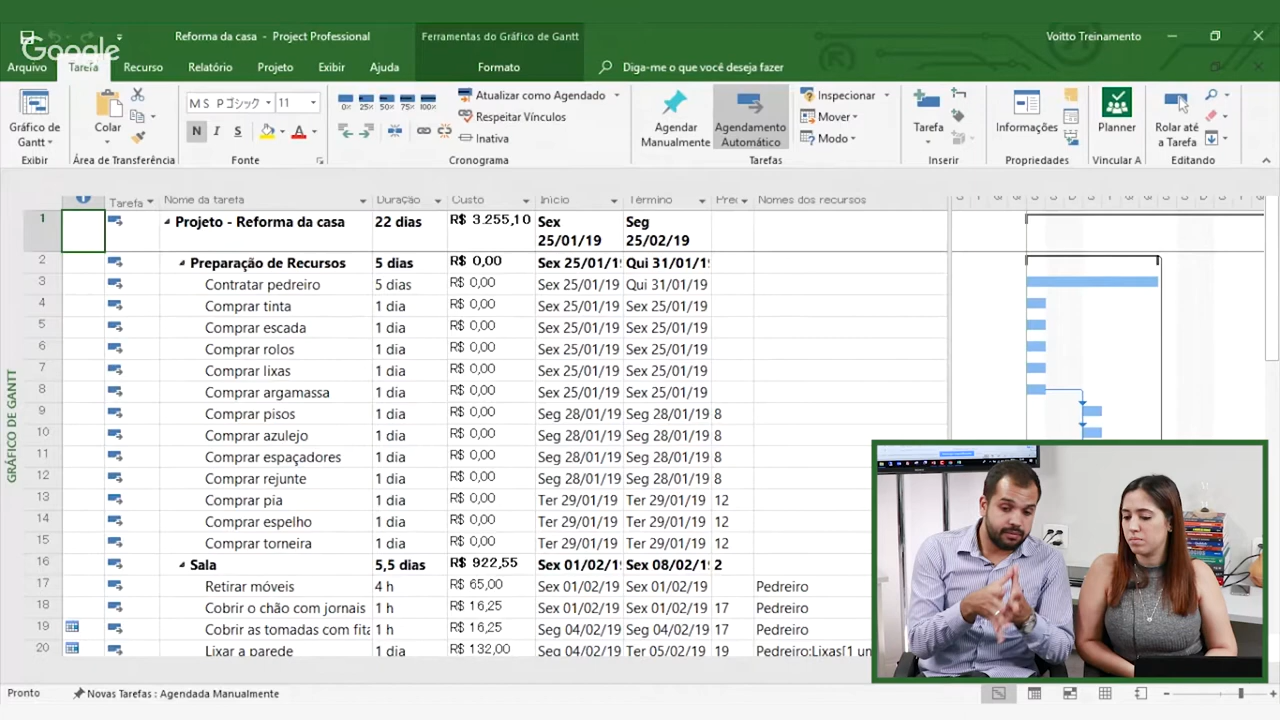 Google
Reforma da casa - Project Professional
Ferramentas do Gráfico de Gantt
Voitto Treinamento
Arquivo Tarefa Recurso Relatório Projeto Exibir Ajuda Formato Diga-me o que você deseja fazer
Gráfico de Gantt
Exibir
Colar
Área de Transferência
MS Pゴシック 11
N I S
Fonte
0% 25% 50% 75% 100%
Atualizar como Agendado
Respeitar Vínculos
Inativa
Cronograma
Agendar Manualmente
Agendamento Automático
Inspecionar
Mover
Modo
Tarefas
Tarefa
Inserir
Informações
Propriedades
Planner
Vincular A
Rolar até a Tarefa
Editando
Tarefa Nome da tarefa Duração Custo Início Término Pre Nomes dos recursos
1 Projeto - Reforma da casa 22 dias R$ 3.255,10 Sex 25/01/19 Seg 25/02/19
2 Preparação de Recursos 5 dias R$ 0,00 Sex 25/01/1 Qui 31/01/1
3 Contratar pedreiro 5 dias R$ 0,00 Sex 25/01/19 Qui 31/01/19
4 Comprar tinta 1 dia R$ 0,00 Sex 25/01/19 Sex 25/01/19
5 Comprar escada 1 dia R$ 0,00 Sex 25/01/19 Sex 25/01/19
6 Comprar rolos 1 dia R$ 0,00 Sex 25/01/19 Sex 25/01/19
7 Comprar lixas 1 dia R$ 0,00 Sex 25/01/19 Sex 25/01/19
8 Comprar argamassa 1 dia R$ 0,00 Sex 25/01/19 Sex 25/01/19
9 Comprar pisos 1 dia R$ 0,00 Seg 28/01/19 Seg 28/01/19 8
10 Comprar azulejo 1 dia R$ 0,00 Seg 28/01/19 Seg 28/01/19 8
11 Comprar espaçadores 1 dia R$ 0,00 Seg 28/01/19 Seg 28/01/19 8
12 Comprar rejunte 1 dia R$ 0,00 Seg 28/01/19 Seg 28/01/19 8
13 Comprar pia 1 dia R$ 0,00 Ter 29/01/19 Ter 29/01/19 12
14 Comprar espelho 1 dia R$ 0,00 Ter 29/01/19 Ter 29/01/19 12
15 Comprar torneira 1 dia R$ 0,00 Ter 29/01/19 Ter 29/01/19 12
16 Sala 5,5 dias R$ 922,55 Sex 01/02/1 Sex 08/02/1 2
17 Retirar móveis 4 h R$ 65,00 Sex 01/02/19 Sex 01/02/19 Pedreiro
18 Cobrir o chão com jornais 1 h R$ 16,25 Sex 01/02/19 Sex 01/02/19 17 Pedreiro
19 Cobrir as tomadas com fita 1 h R$ 16,25 Seg 04/02/19 Seg 04/02/19 18 Pedreiro
20 Lixar a parede 1 dia R$ 132,00 Seg 04/02/19 Ter 05/02/19 19 Pedreiro;Lixas[1 un
GRÁFICO DE GANTT
Pronto Novas Tarefas : Agendada Manualmente